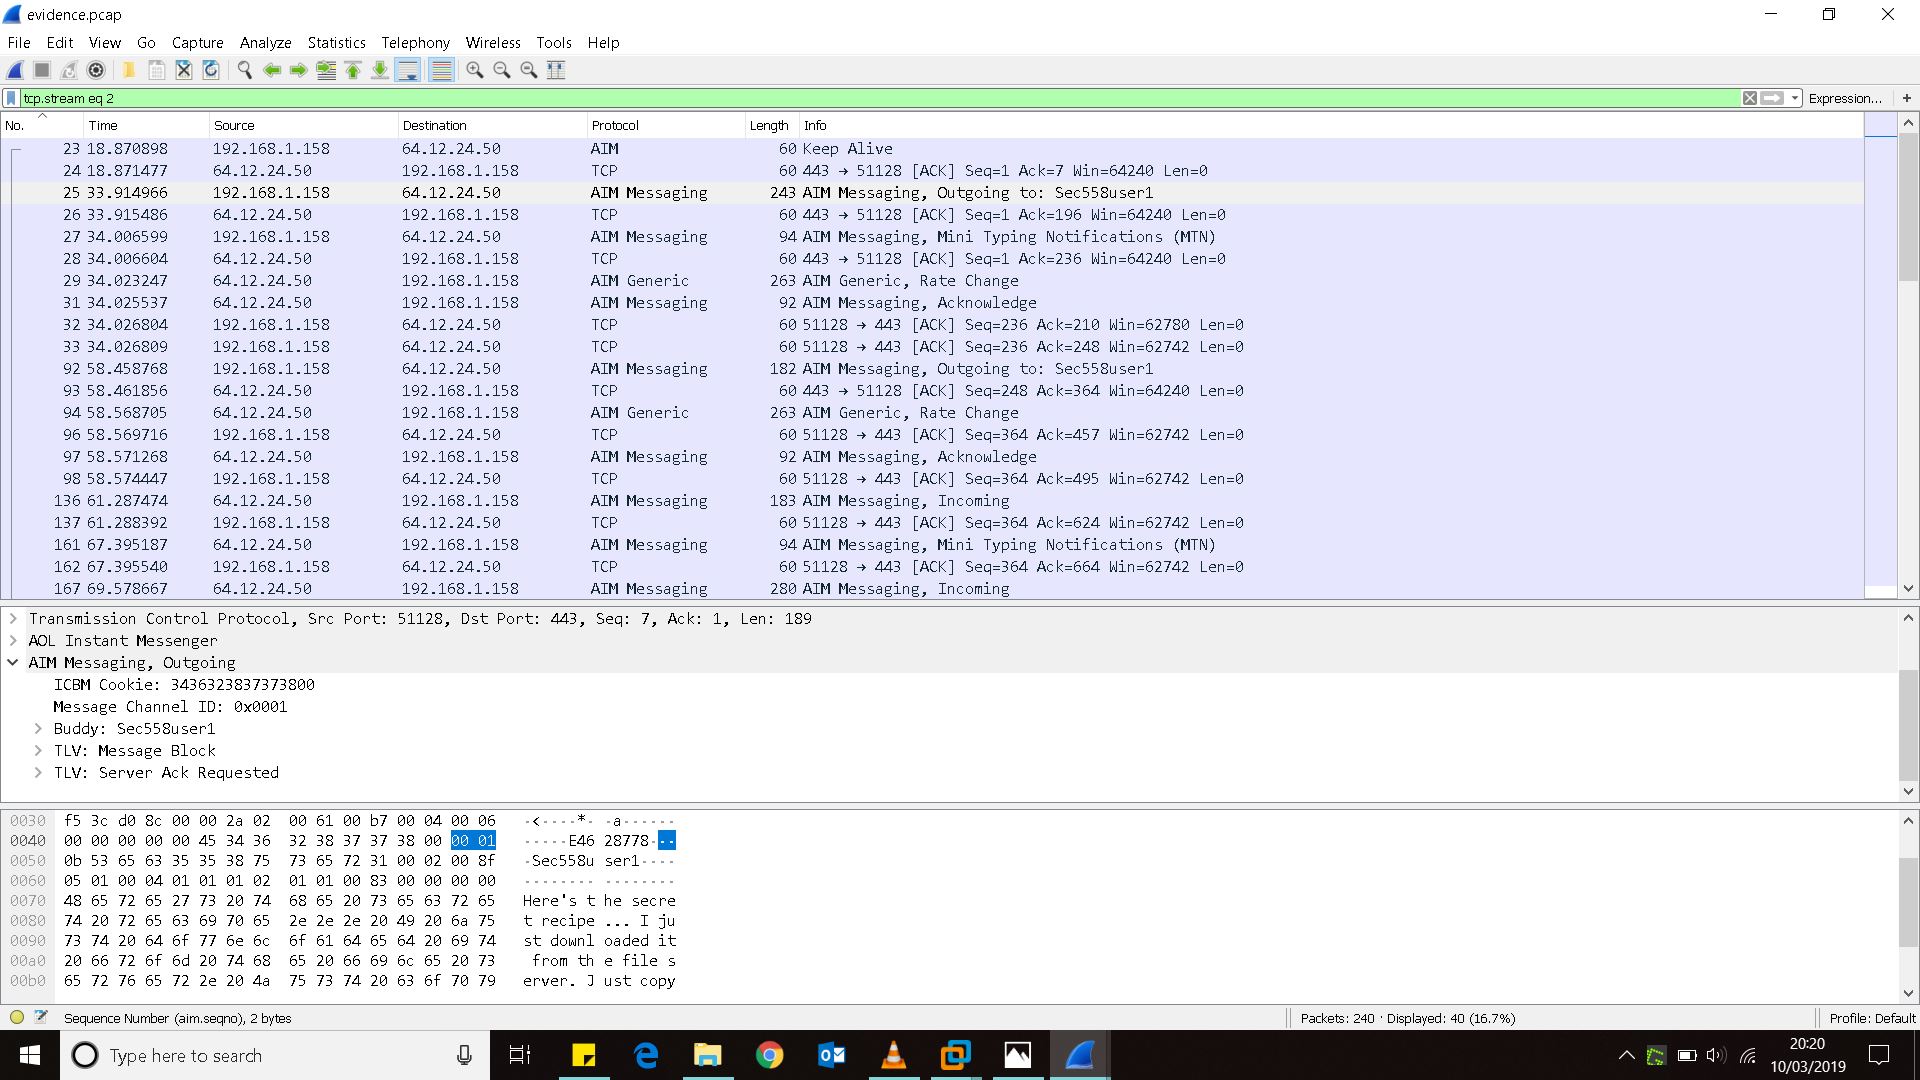 evidence.pcap
File Edit View Go Capture Analyze Statistics Telephony Wireless Tools Help
tcp.stream eq 2 Expression... +
No. Time Source Destination Protocol Length Info
23 18.870898 192.168.1.158 64.12.24.50 AIM 60 Keep Alive
24 18.871477 64.12.24.50 192.168.1.158 TCP 60 443 → 51128 [ACK] Seq=1 Ack=7 Win=64240 Len=0
25 33.914966 192.168.1.158 64.12.24.50 AIM Messaging 243 AIM Messaging, Outgoing to: Sec558user1
26 33.915486 64.12.24.50 192.168.1.158 TCP 60 443 → 51128 [ACK] Seq=1 Ack=196 Win=64240 Len=0
27 34.006599 192.168.1.158 64.12.24.50 AIM Messaging 94 AIM Messaging, Mini Typing Notifications (MTN)
28 34.006604 64.12.24.50 192.168.1.158 TCP 60 443 → 51128 [ACK] Seq=1 Ack=236 Win=64240 Len=0
29 34.023247 64.12.24.50 192.168.1.158 AIM Generic 263 AIM Generic, Rate Change
31 34.025537 64.12.24.50 192.168.1.158 AIM Messaging 92 AIM Messaging, Acknowledge
32 34.026804 192.168.1.158 64.12.24.50 TCP 60 51128 → 443 [ACK] Seq=236 Ack=210 Win=62780 Len=0
33 34.026809 192.168.1.158 64.12.24.50 TCP 60 51128 → 443 [ACK] Seq=236 Ack=248 Win=62742 Len=0
92 58.458768 192.168.1.158 64.12.24.50 AIM Messaging 182 AIM Messaging, Outgoing to: Sec558user1
93 58.461856 64.12.24.50 192.168.1.158 TCP 60 443 → 51128 [ACK] Seq=248 Ack=364 Win=64240 Len=0
94 58.568705 64.12.24.50 192.168.1.158 AIM Generic 263 AIM Generic, Rate Change
96 58.569716 192.168.1.158 64.12.24.50 TCP 60 51128 → 443 [ACK] Seq=364 Ack=457 Win=62742 Len=0
97 58.571268 64.12.24.50 192.168.1.158 AIM Messaging 92 AIM Messaging, Acknowledge
98 58.574447 192.168.1.158 64.12.24.50 TCP 60 51128 → 443 [ACK] Seq=364 Ack=495 Win=62742 Len=0
136 61.287474 64.12.24.50 192.168.1.158 AIM Messaging 183 AIM Messaging, Incoming
137 61.288392 192.168.1.158 64.12.24.50 TCP 60 51128 → 443 [ACK] Seq=364 Ack=624 Win=62742 Len=0
161 67.395187 64.12.24.50 192.168.1.158 AIM Messaging 94 AIM Messaging, Mini Typing Notifications (MTN)
162 67.395540 192.168.1.158 64.12.24.50 TCP 60 51128 → 443 [ACK] Seq=364 Ack=664 Win=62742 Len=0
167 69.578667 64.12.24.50 192.168.1.158 AIM Messaging 280 AIM Messaging, Incoming
Transmission Control Protocol, Src Port: 51128, Dst Port: 443, Seq: 7, Ack: 1, Len: 189
AOL Instant Messenger
AIM Messaging, Outgoing
ICBM Cookie: 3436323837373800
Message Channel ID: 0x0001
Buddy: Sec558user1
TLV: Message Block
TLV: Server Ack Requested
0030 f5 3c d0 8c 00 00 2a 02 00 61 00 b7 00 04 00 06 ·<····*· ·a······
0040 00 00 00 00 00 45 34 36 32 38 37 37 38 00 00 01 ·····E46 28778···
0050 0b 53 65 63 35 35 38 75 73 65 72 31 00 02 00 8f ·Sec558u ser1····
0060 05 01 00 04 01 01 01 02 01 01 00 83 00 00 00 00 ········ ········
0070 48 65 72 65 27 73 20 74 68 65 20 73 65 63 72 65 Here's t he secre
0080 74 20 72 65 63 69 70 65 2e 2e 2e 20 49 20 6a 75 t recipe ... I ju
0090 73 74 20 64 6f 77 6e 6c 6f 61 64 65 64 20 69 74 st downl oaded it
00a0 20 66 72 6f 6d 20 74 68 65 20 66 69 6c 65 20 73 from th e file s
00b0 65 72 76 65 72 2e 20 4a 75 73 74 20 63 6f 70 79 erver. J ust copy
Sequence Number (aim.seqno), 2 bytes Packets: 240 · Displayed: 40 (16.7%) Profile: Default
Type here to search 20:20
10/03/2019